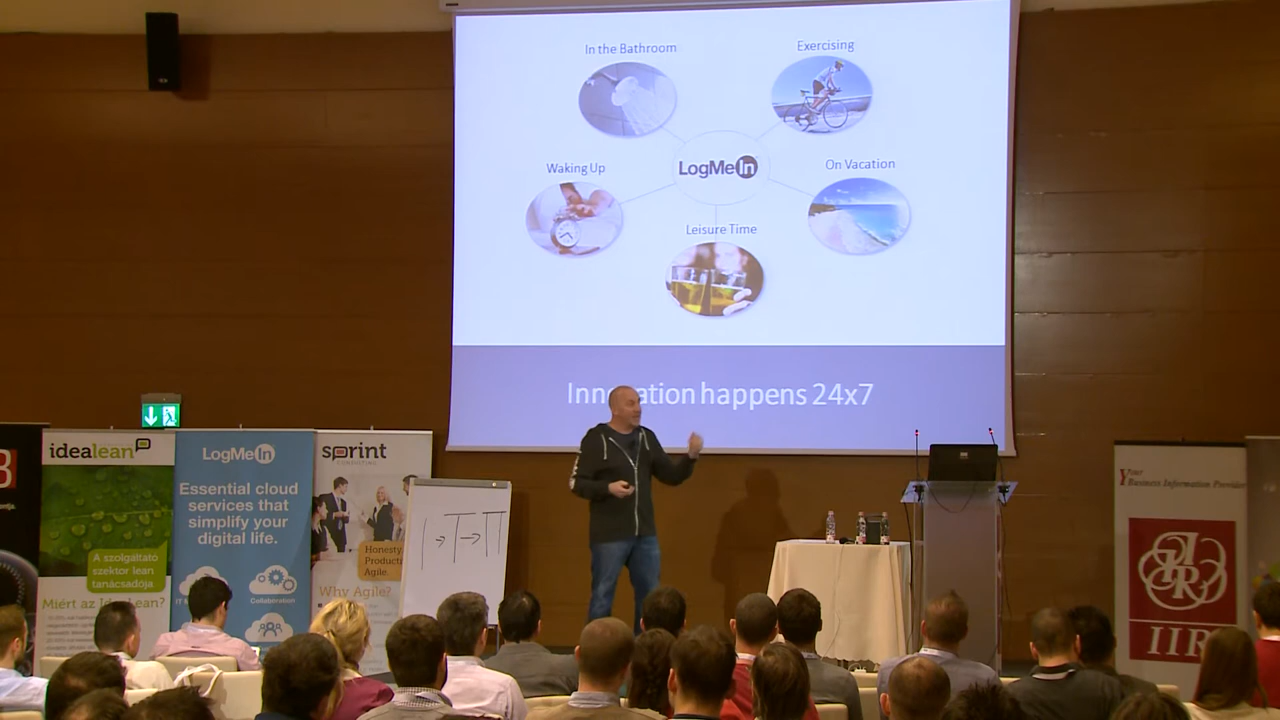 In the Bathroom
Exercising
LogMeIn
Waking Up
On Vacation
Leisure Time
Innovation happens 24x7
B
idealean
A szolgáltató
szektor lean
tanácsadója
Miért az IdeaLean?
LogMeIn
Essential cloud
services that
simplify your
digital life.
Collaboration
sprint
CONSULTING
Honesty
Agile.
Why Agile?
Your
Business Information Provider
IIR